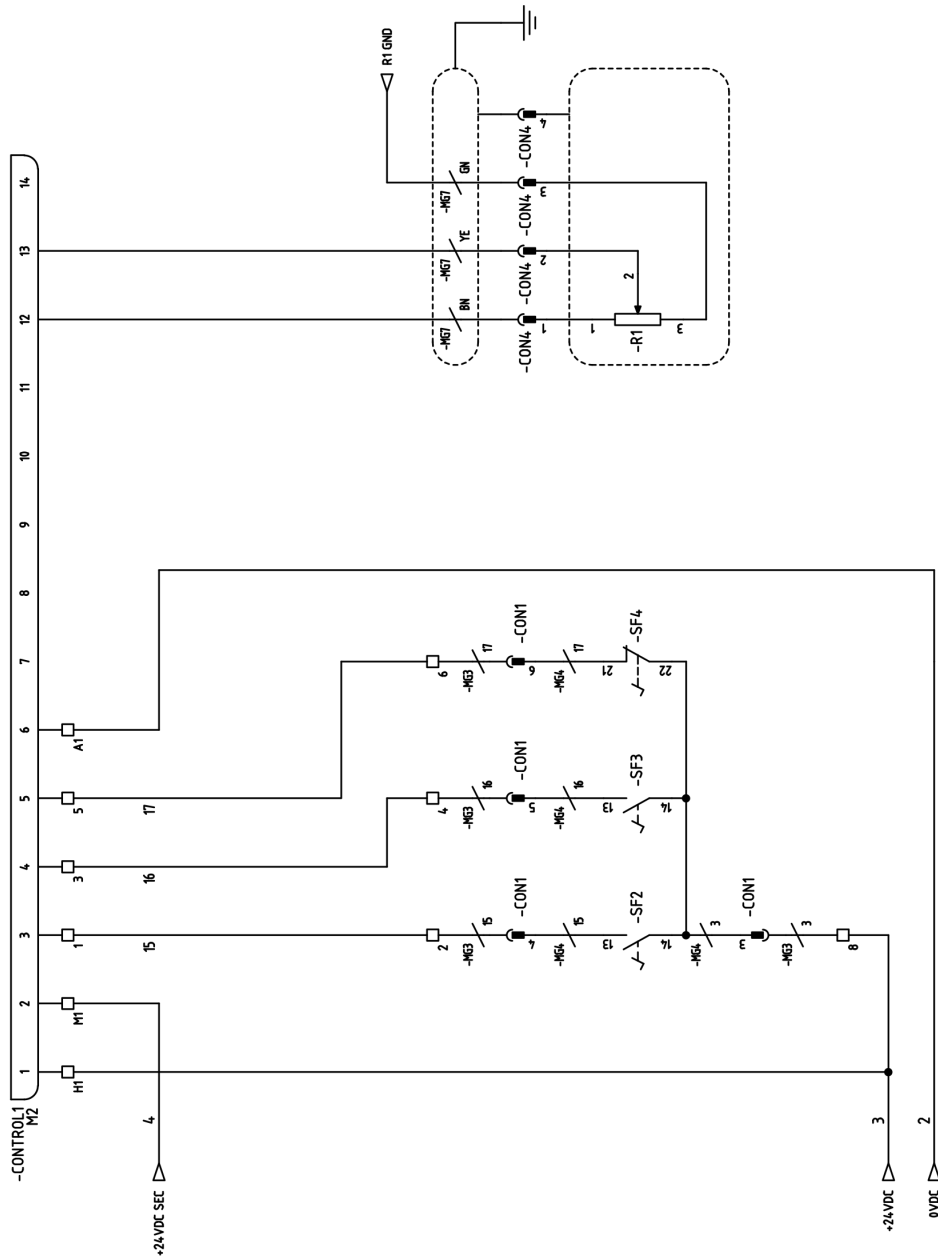 -CONTROL1
M2
1 2 3 4 5 6 7 8 9 10 11 12 13 14
H1 M1 1 3 5 A1
4 15 16 17
+24VDC SEC
R1 GND
2 4 6
-MG7 -MG7 -MG7
BN YE GN
-MG3 -MG3 -MG3
15 16 17
-CON1 -CON1 -CON1
-CON4 -CON4 -CON4 -CON4
4 5 6
1 2 3 4
-MG4 -MG4 -MG4
15 16 17
13 13 21
1 2
-SF2 -SF3 -SF4
-R1
14 14 22
3
-MG4 3
3 -CON1
-MG3 3
8
3
+24VDC
2
0VDC